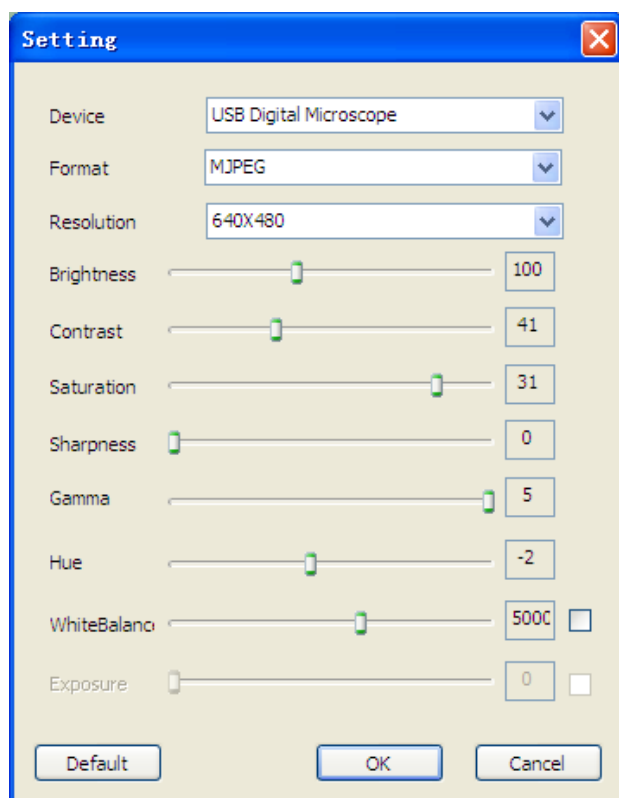 Setting
Device USB Digital Microscope
Format MJPEG
Resolution 640X480
Brightness 100
Contrast 41
Saturation 31
Sharpness 0
Gamma 5
Hue -2
WhiteBalanc 500
Exposure 0
Default OK Cancel